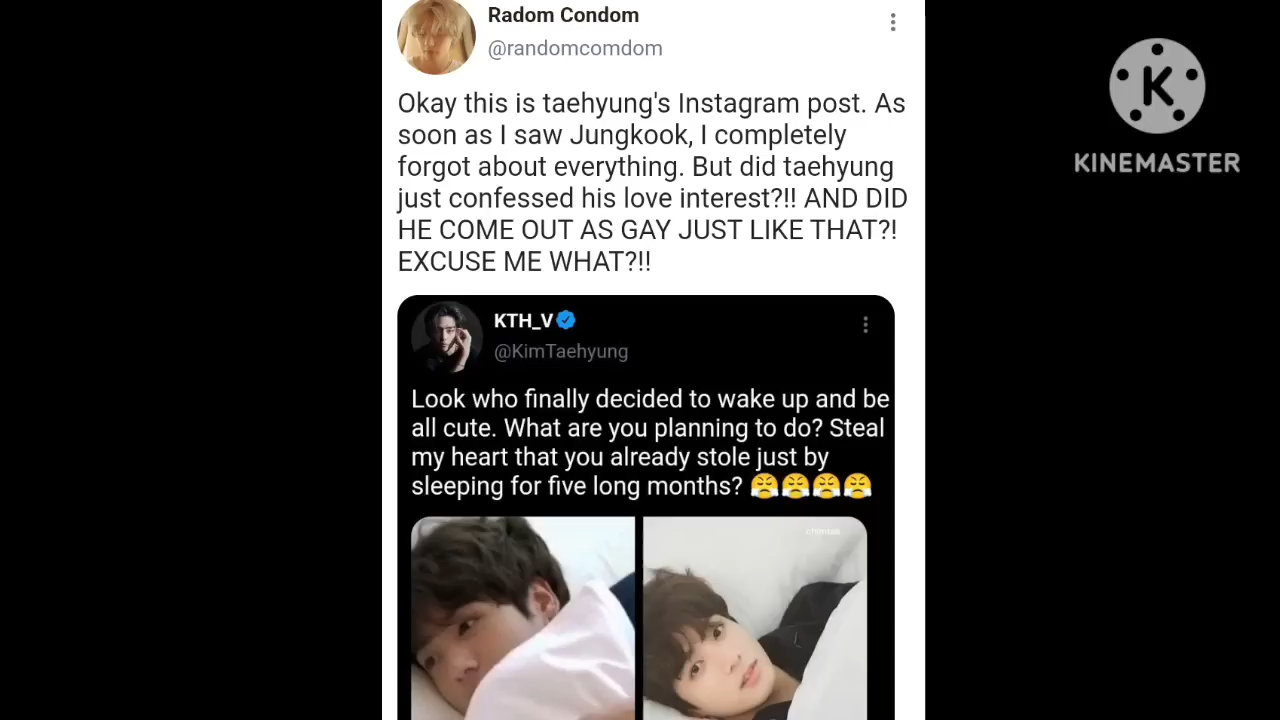 Radom Condom
@randomcomdom
Okay this is taehyung's Instagram post. As
soon as I saw Jungkook, I completely
forgot about everything. But did taehyung
just confessed his love interest?!! AND DID
HE COME OUT AS GAY JUST LIKE THAT?!
EXCUSE ME WHAT?!!
KTH_V
@KimTaehyung
Look who finally decided to wake up and be
all cute. What are you planning to do? Steal
my heart that you already stole just by
sleeping for five long months? 😤😤😤😤
K
KINEMASTER